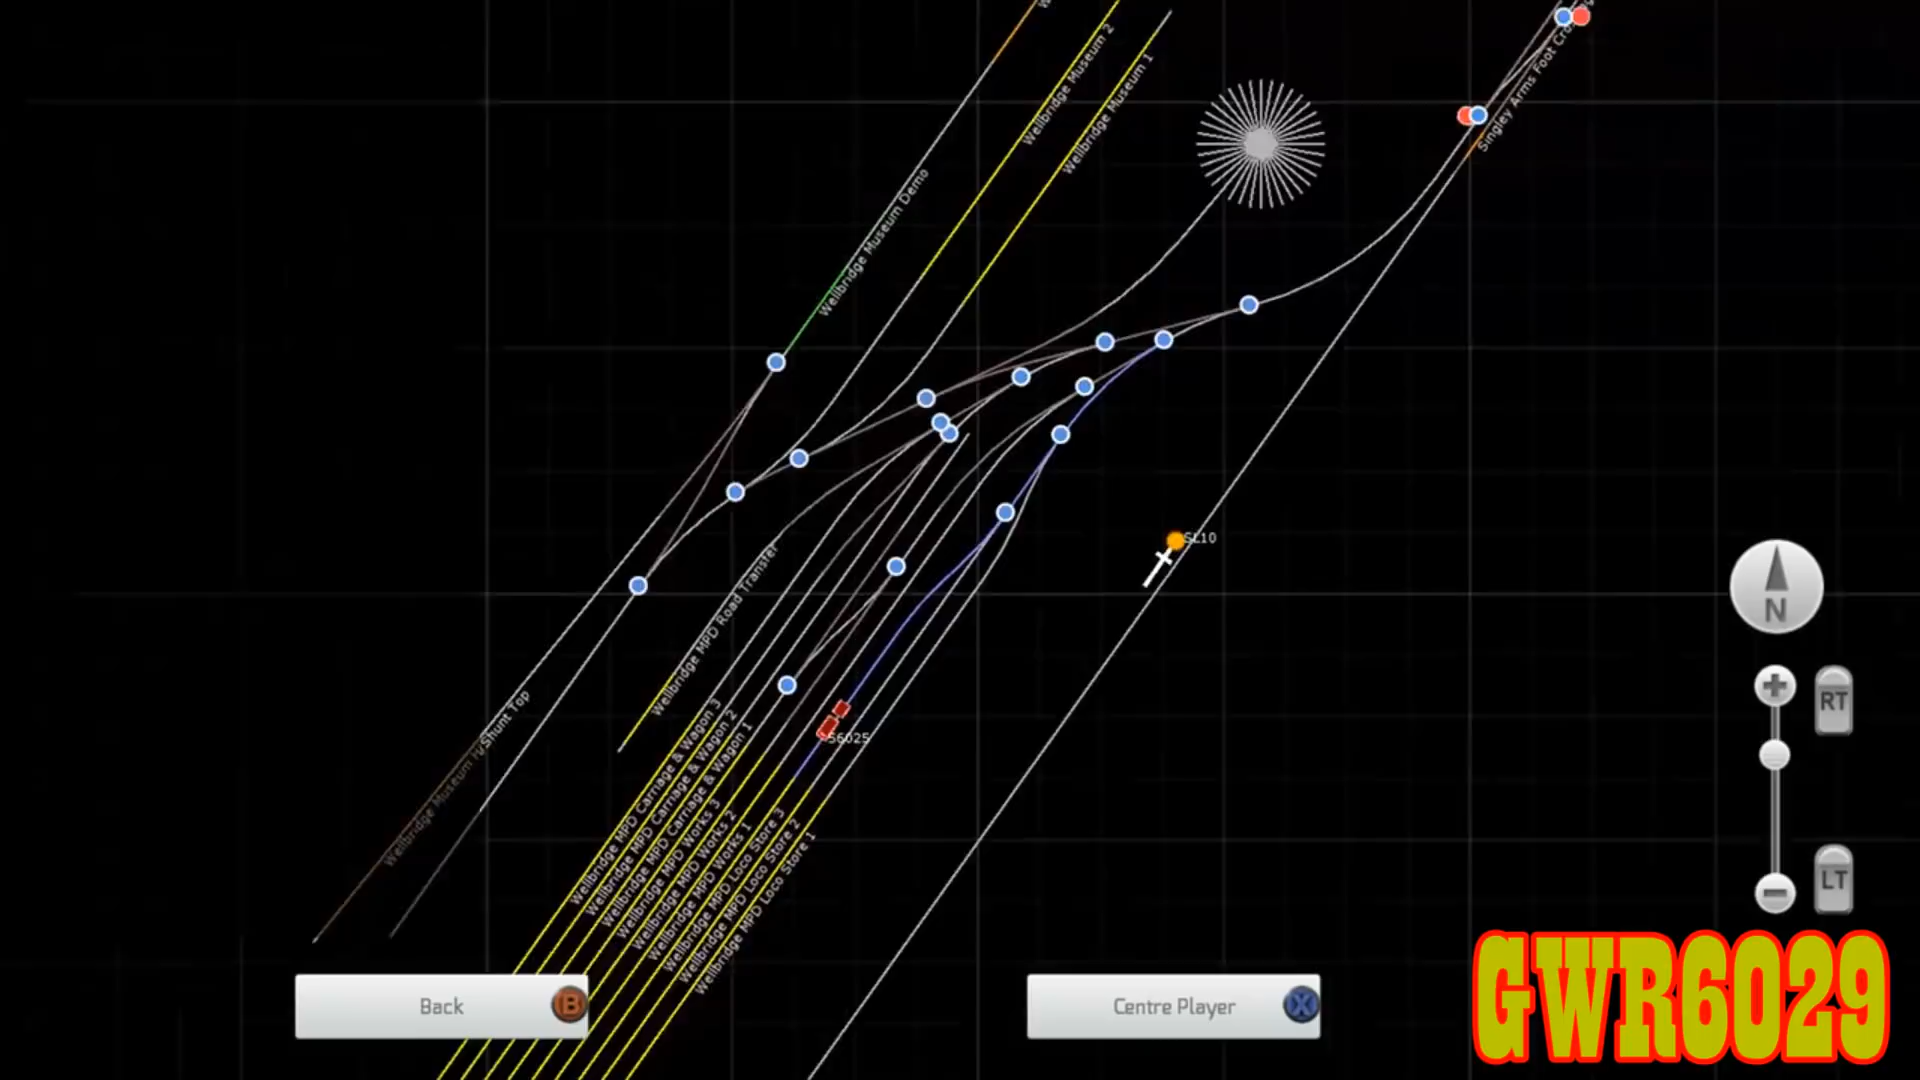 Wellbridge Museum 2
Wellbridge Museum 1
Singley Arms Foot Cro
Wellbridge Museum Demo
SL10
N
RT
LT
Wellbridge MPD Road Transfer
Shunt Top
Wellbridge Museum
S6025
Wellbridge MPD Carriage & Wagon 3
Wellbridge MPD Carriage & Wagon 2
Wellbridge MPD Carriage & Wagon 1
Wellbridge MPD Works 3
Wellbridge MPD Works 2
Wellbridge MPD Works 1
Wellbridge MPD Loco Store 3
Wellbridge MPD Loco Store 2
Wellbridge MPD Loco Store 1
Back B
Centre Player X
GWR6029